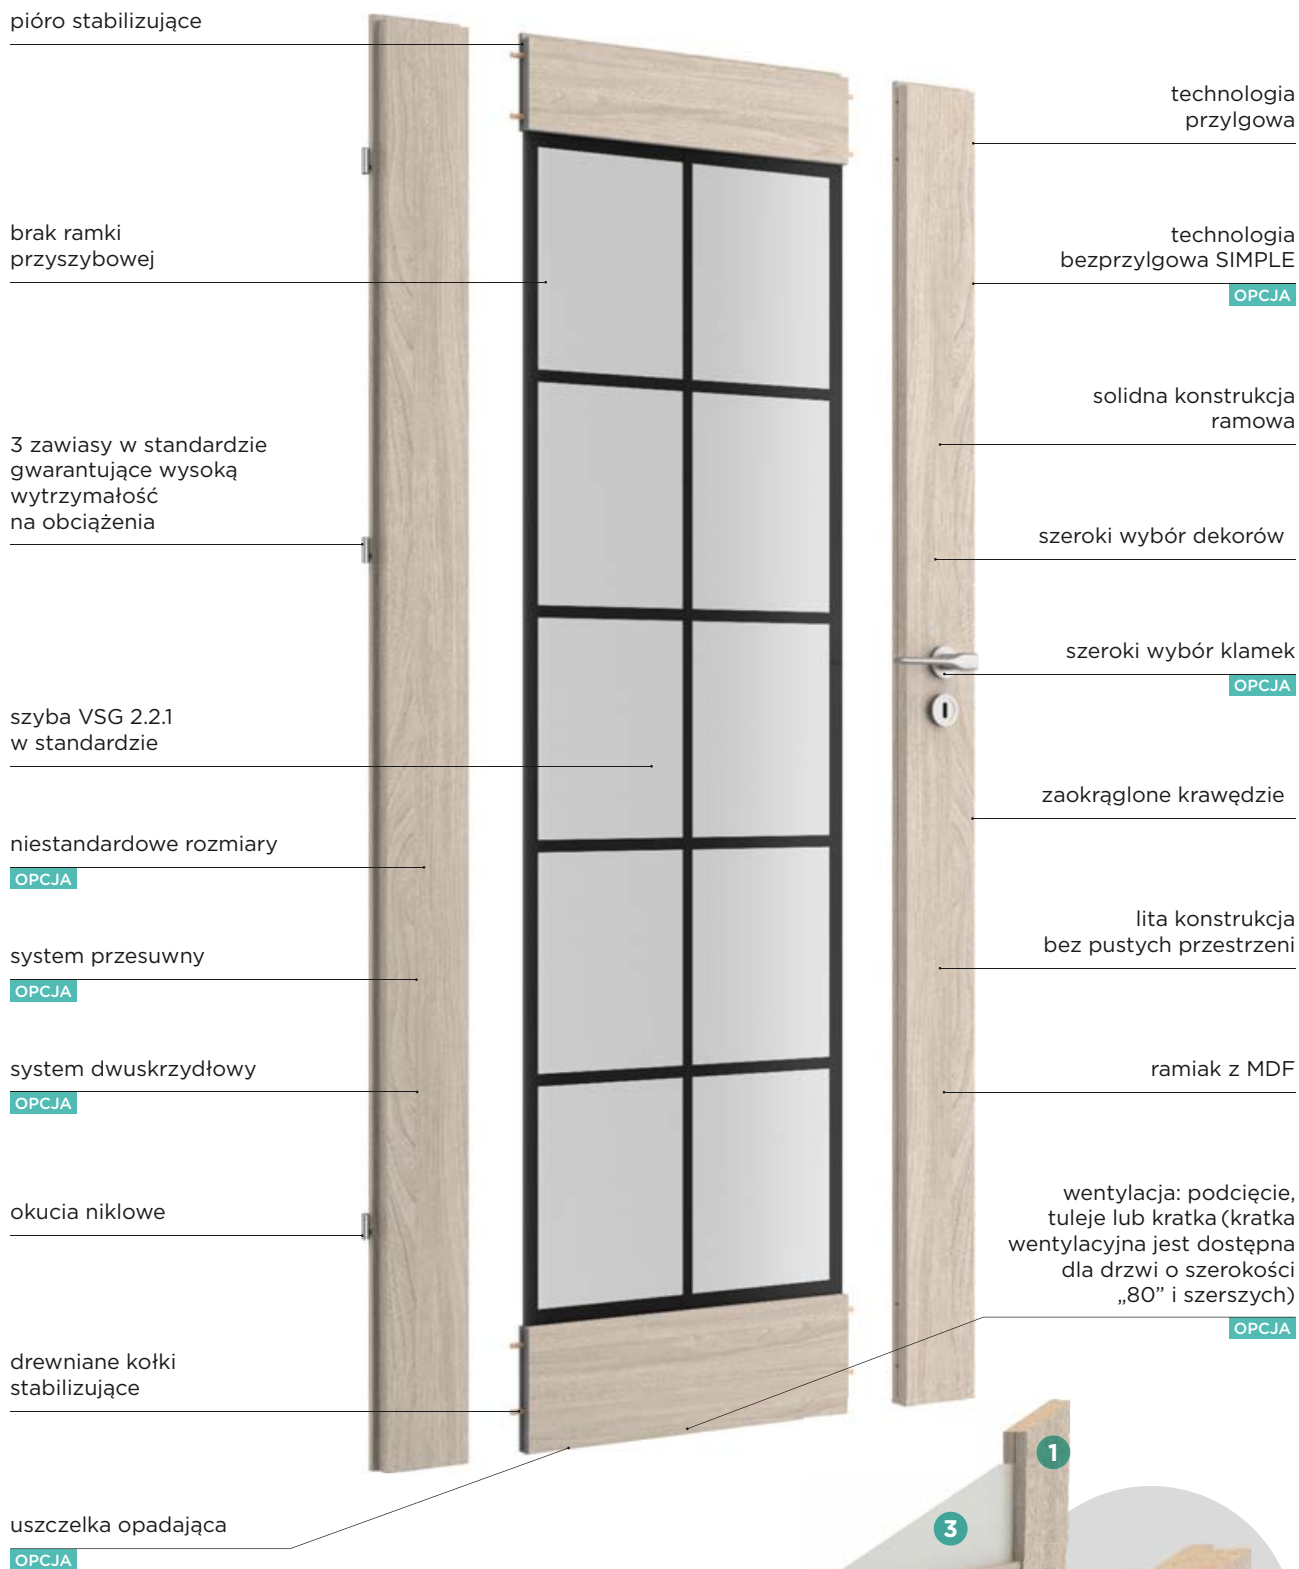 pióro stabilizujące
brak ramki
przyszybowej
3 zawiasy w standardzie
gwarantujące wysoką
wytrzymałość
na obciążenia
szyba VSG 2.2.1
w standardzie
niestandardowe rozmiary
OPCJA
system przesuwny
OPCJA
system dwuskrzydłowy
OPCJA
okucia niklowe
drewniane kołki
stabilizujące
uszczelka opadająca
OPCJA
technologia
przylgowa
technologia
bezprzylgowa SIMPLE
OPCJA
solidna konstrukcja
ramowa
szeroki wybór dekorów
szeroki wybór klamek
OPCJA
zaokrąglone krawędzie
lita konstrukcja
bez pustych przestrzeni
ramiak z MDF
wentylacja: podcięcie,
tuleje lub kratka (kratka
wentylacyjna jest dostępna
dla drzwi o szerokości
„80” i szerszych)
OPCJA
1
3